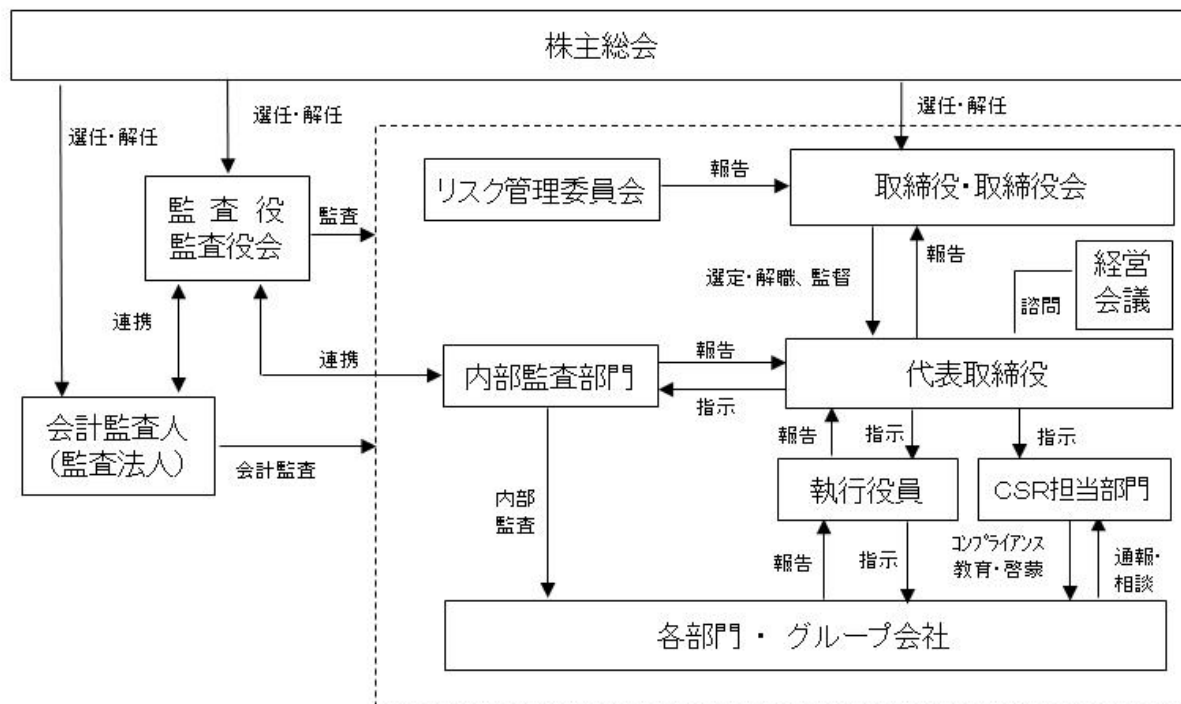 株主総会
選任・解任
選任・解任
選任・解任
リスク管理委員会
報告
取締役・取締役会
監査役
監査役会
監査
報告
経営
会議
選定・解職、監督
諮問
連携
連携
内部監査部門
報告
指示
代表取締役
会計監査人
(監査法人)
会計監査
報告
指示
指示
執行役員
CSR担当部門
内部
監査
報告
指示
コンプライアンス
教育・啓蒙
通報・
相談
各部門・グループ会社